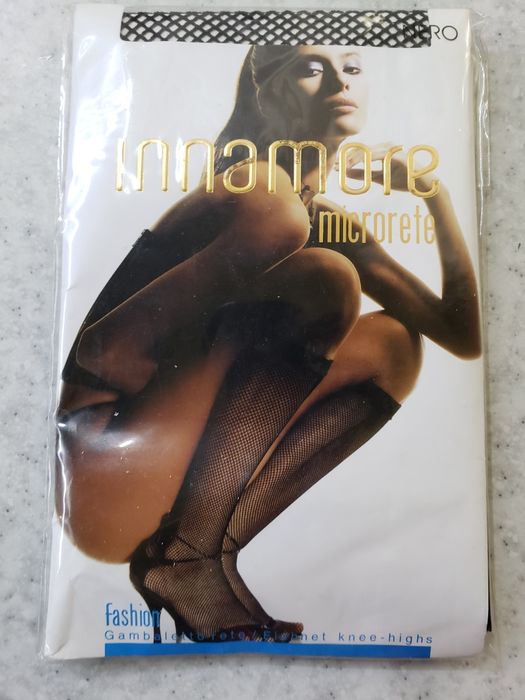 NERO
innamore
microrete
fashion
Gambaletto rete / Fishnet knee-highs